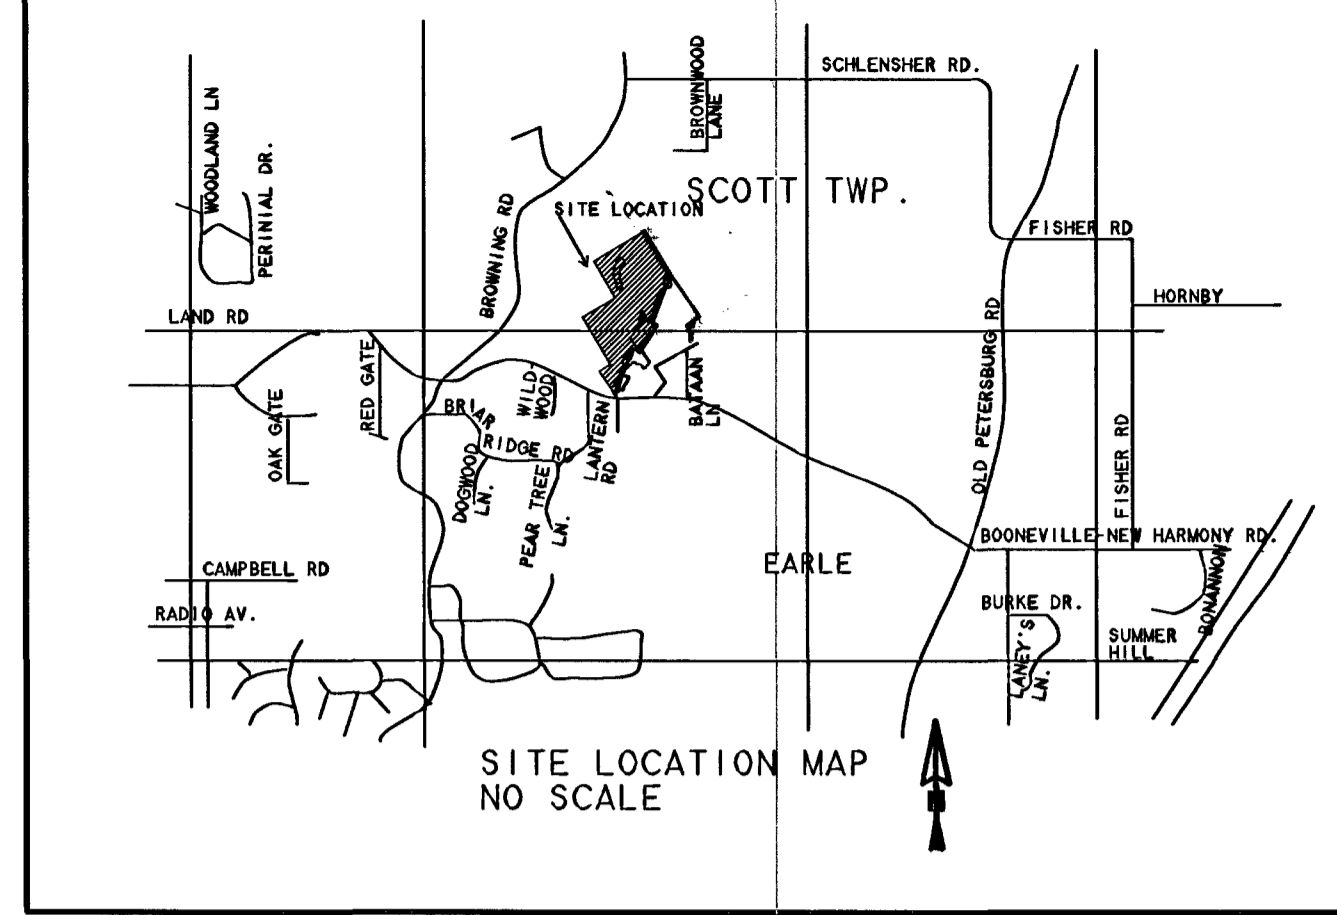 SCHLENSHER RD.
BROWNWOOD
LANE
WOODLAND LN
PERINIAL DR.
SCOTT TWP.
SITE LOCATION
BROWNING RD
FISHER RD
HORNBY
LAND RD
OLD PETERSBURG RD
RED GATE
WILD-
WOOD
BATAAN
LN
OAK GATE
BRIAR
RIDGE RD
LANTERN
RD
DOGWOOD
LN.
PEAR TREE
LN.
FISHER RD
BOONEVILLE-NEW HARMONY RD.
EARLE
CAMPBELL RD
BONANNON
RADIO AV.
BURKE DR.
SUMMER
HILL
LANEY'S
LN.
SITE LOCATION MAP
NO SCALE